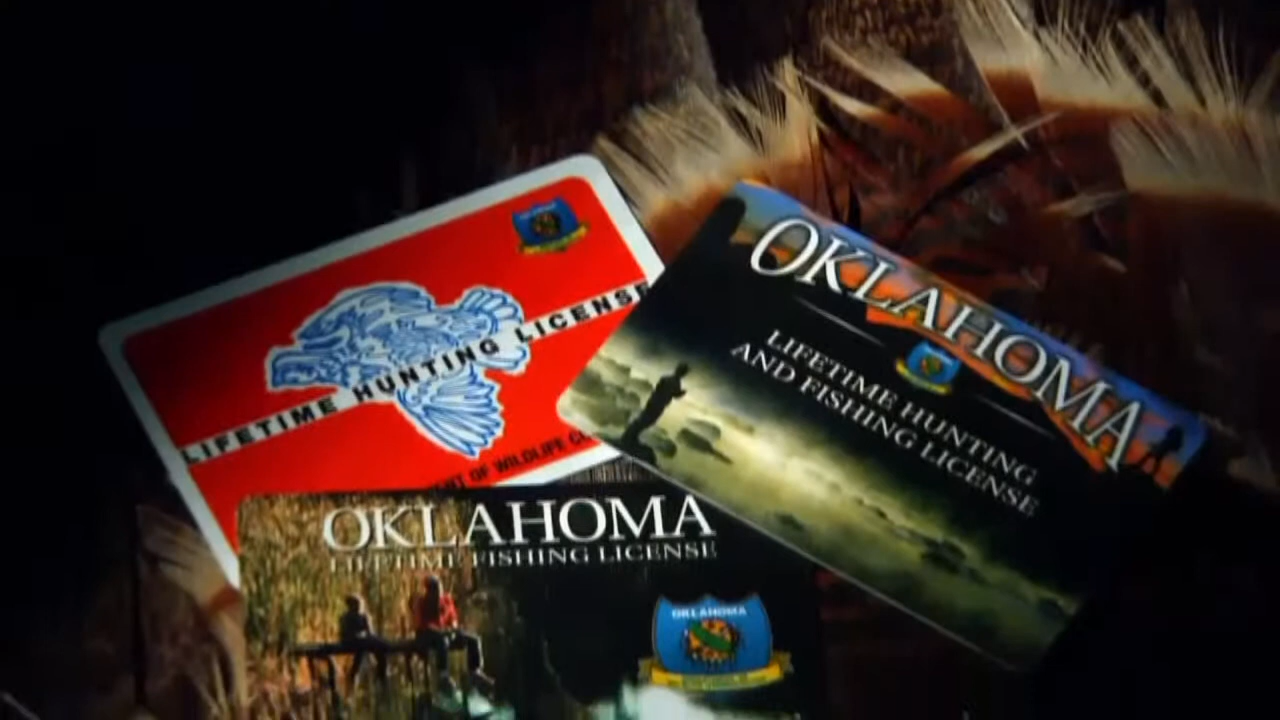 LIFETIME HUNTING LICENSE
OKLAHOMA
LIFETIME HUNTING
AND FISHING LICENSE
OF WILDLIFE
OKLAHOMA
LIFETIME FISHING LICENSE
OKLAHOMA